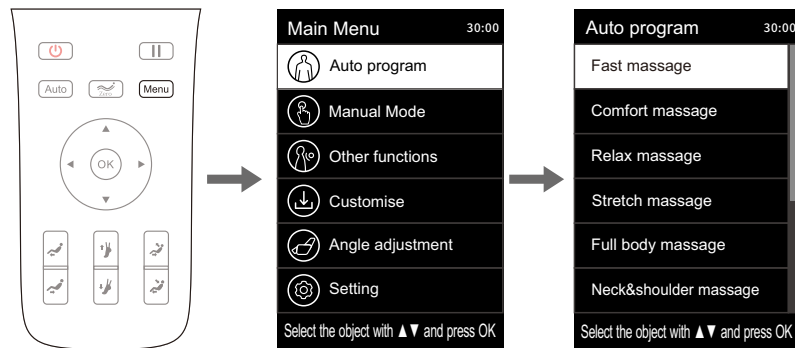 Auto
Zero
Menu
OK
Main Menu 30:00
Auto program
Manual Mode
Other functions
Customise
Angle adjustment
Setting
Select the object with ▲▼ and press OK
Auto program 30:00
Fast massage
Comfort massage
Relax massage
Stretch massage
Full body massage
Neck&shoulder massage
Select the object with ▲▼ and press OK